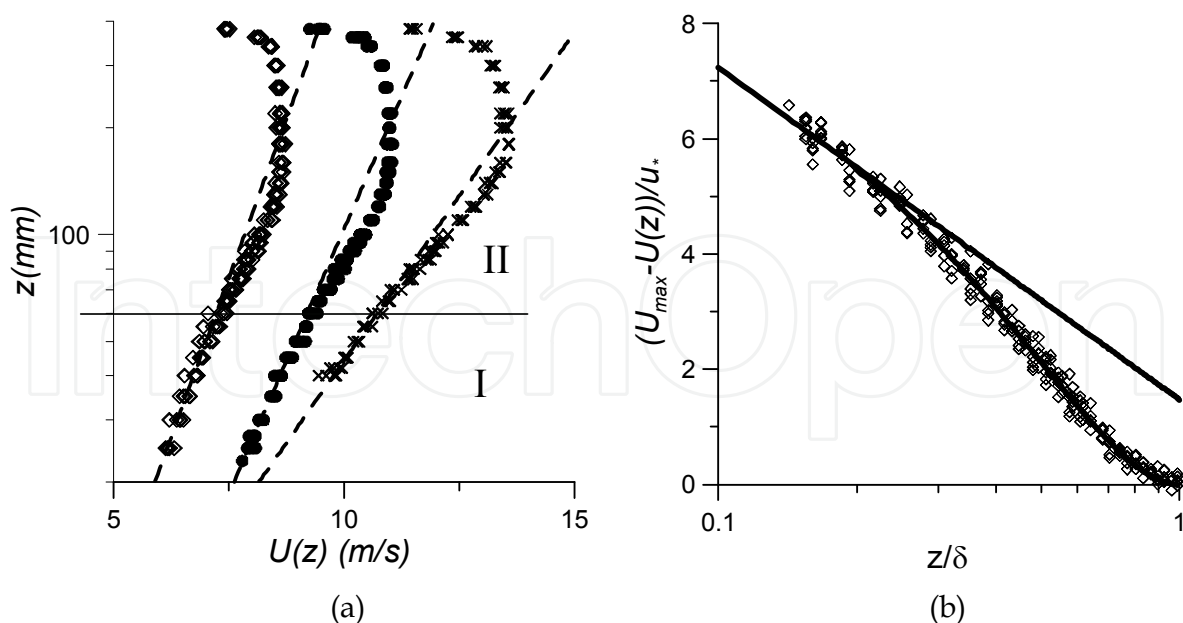 z(mm)
100
II
I
5
10
15
U(z) (m/s)
(a)
(U_max-U(z))/u_*
8
6
4
2
0
0.1
1
z/δ
(b)
InTechOpen